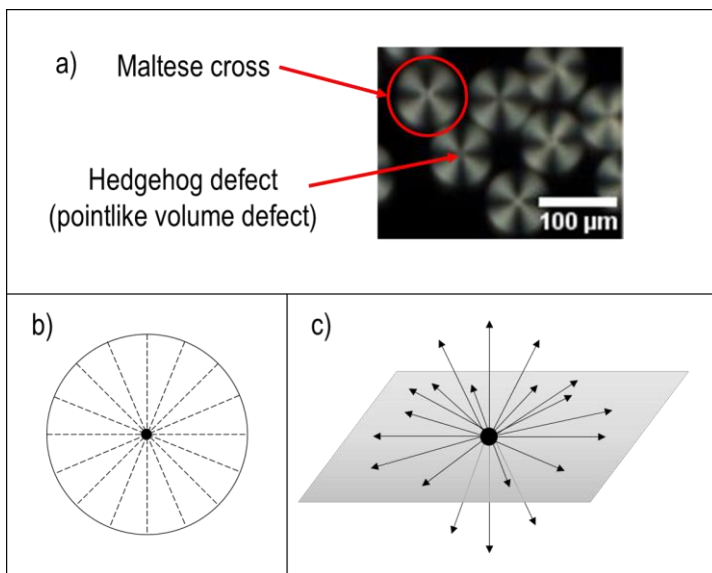 a)
Maltese cross
Hedgehog defect
(pointlike volume defect)
100 µm
b)
c)